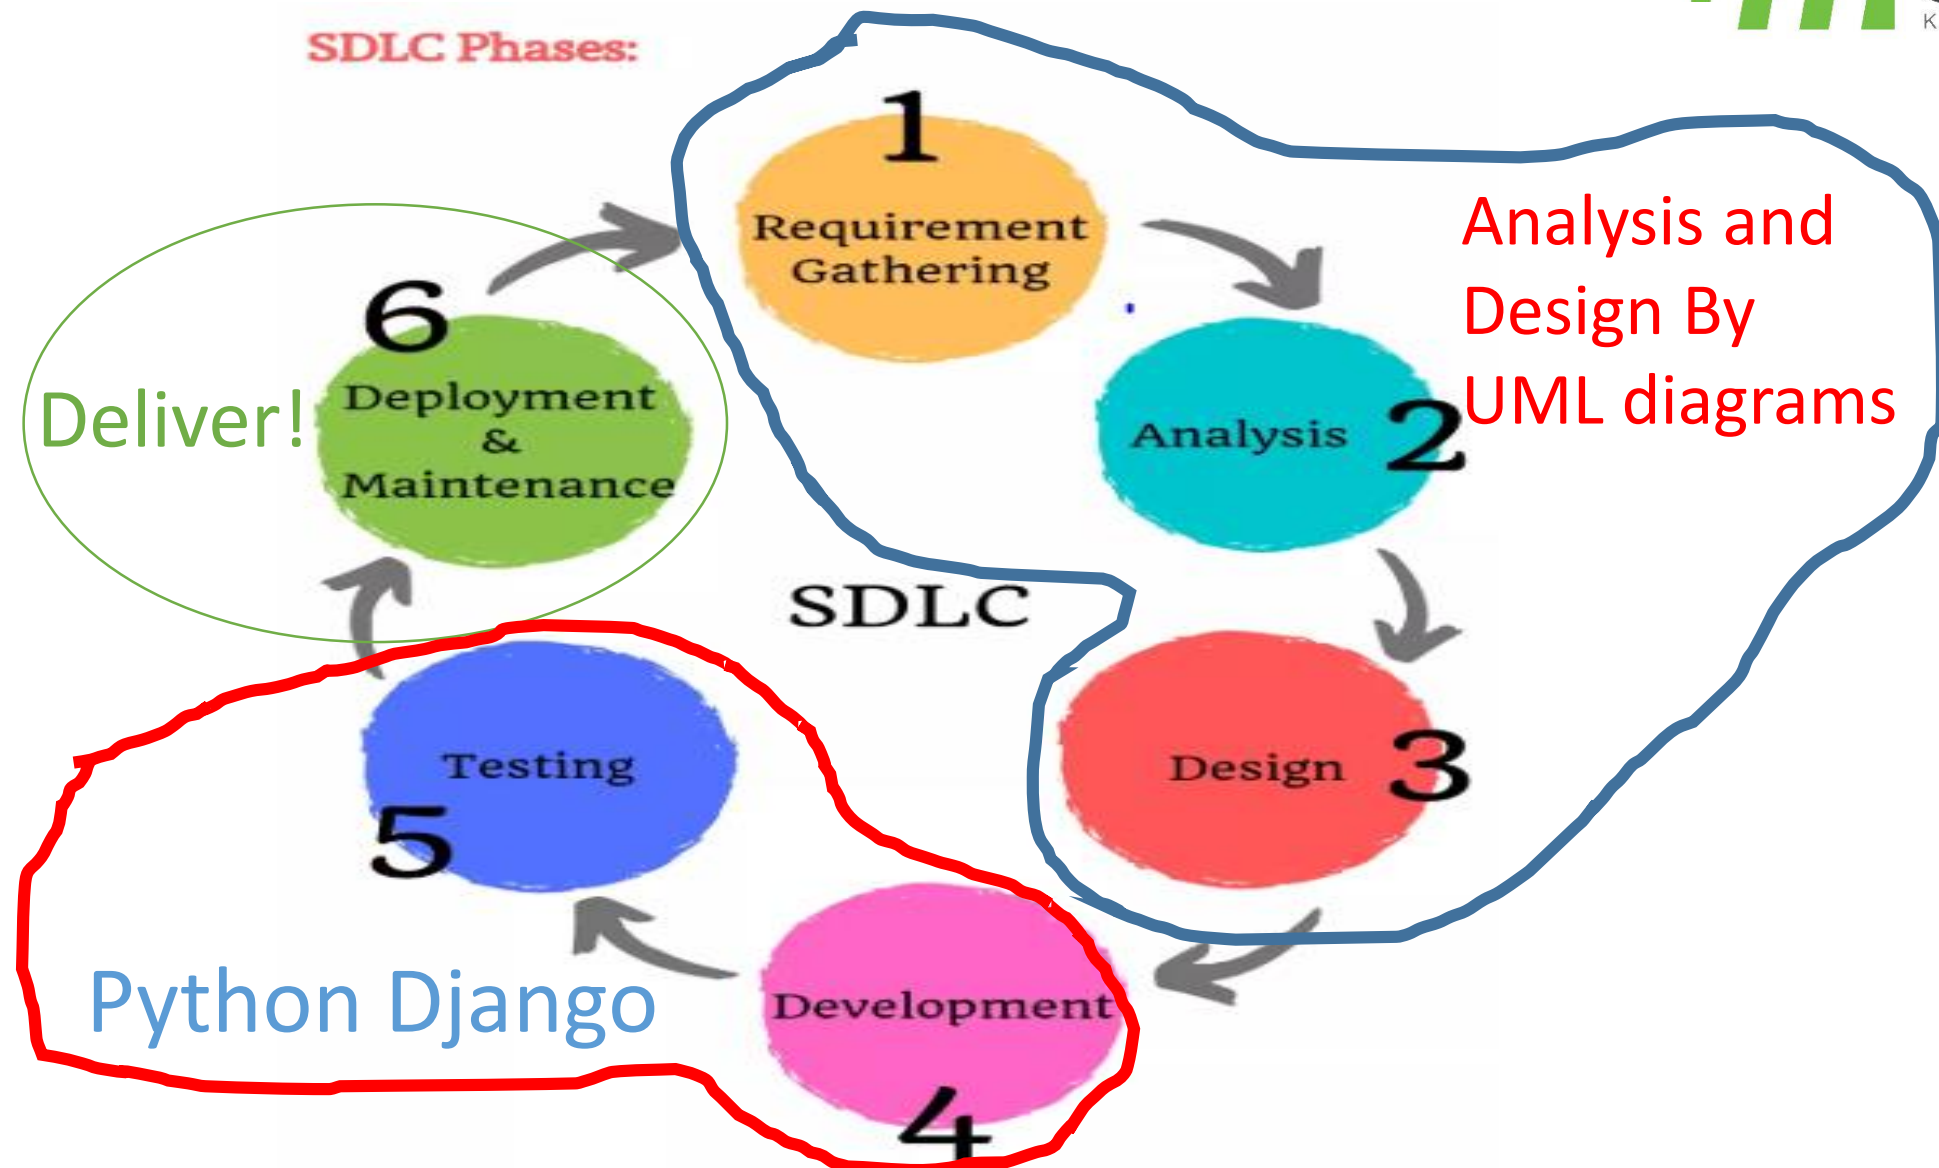 SDLC Phases:
1
Requirement
Gathering
Analysis and
Design By
UML diagrams
Analysis 2
Design 3
SDLC
Development
4
Testing
5
Python Django
6
Deployment
&
Maintenance
Deliver!
K